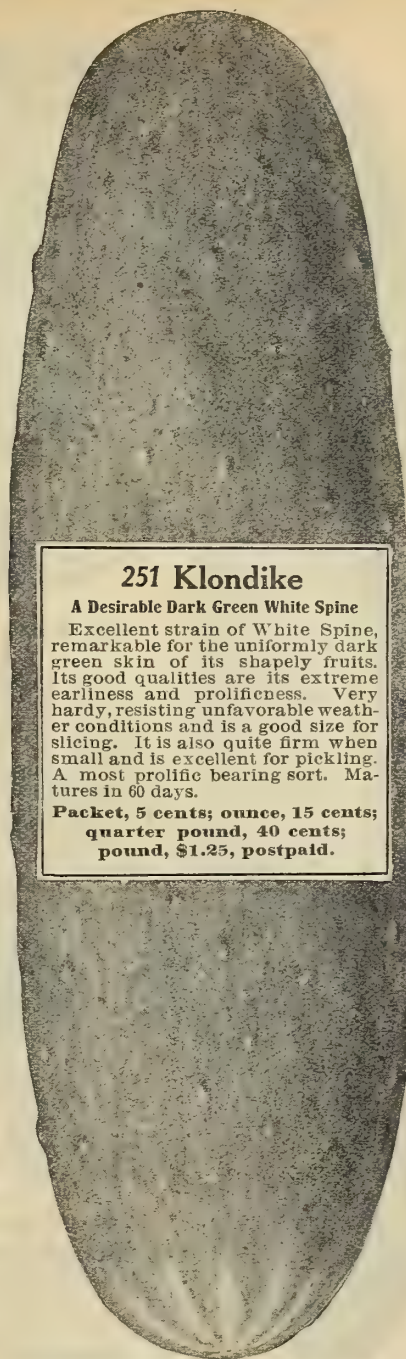 251 Klondike
A Desirable Dark Green White Spine
Excellent strain of White Spine,
remarkable for the uniformly dark
green skin of its shapely fruits.
Its good qualities are its extreme
earliness and prolificness. Very
hardy, resisting unfavorable weath-
er conditions and is a good size for
slicing. It is also quite firm when
small and is excellent for pickling.
A most prolific bearing sort. Ma-
tures in 60 days.
Packet, 5 cents; ounce, 15 cents;
quarter pound, 40 cents;
pound, $1.25, postpaid.